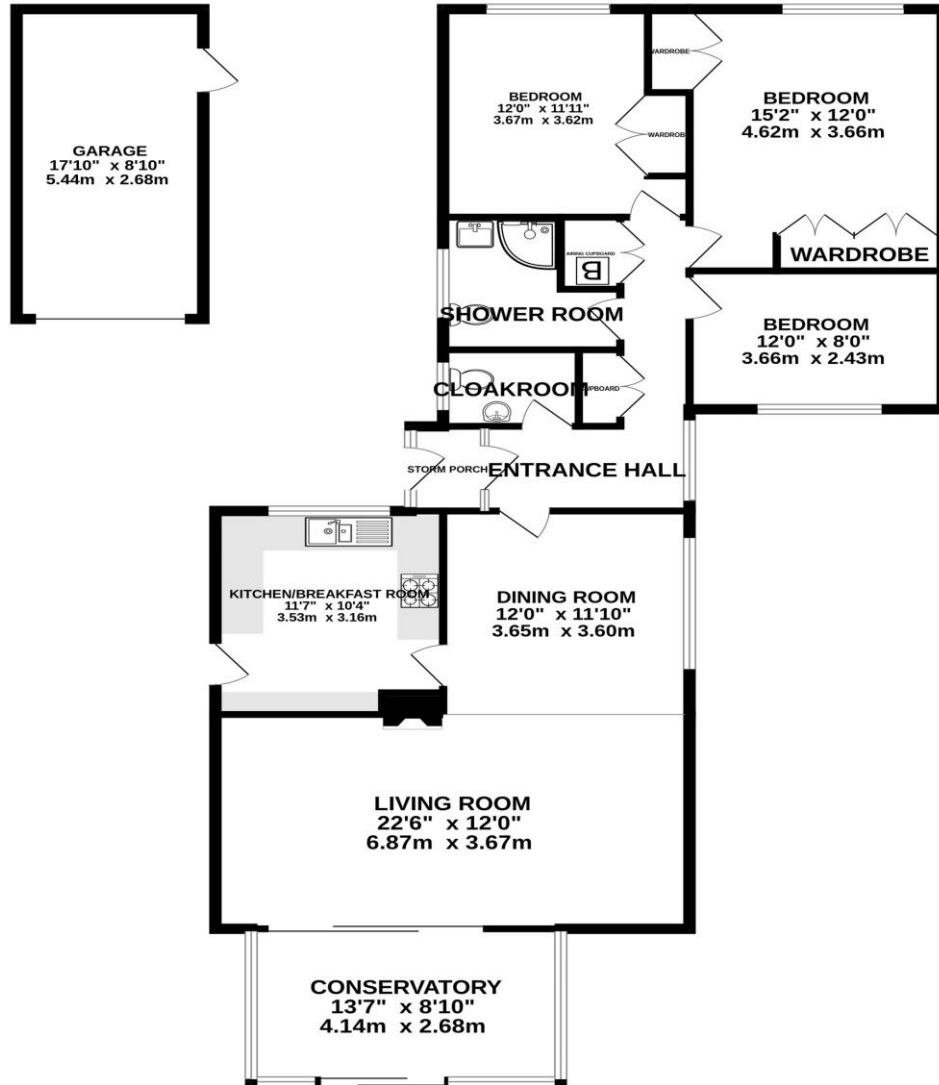 GARAGE
17'10" x 8'10"
5.44m x 2.68m
BEDROOM
12'0" x 11'11"
3.67m x 3.62m
WARDROBE
WARDROBE
BEDROOM
15'2" x 12'0"
4.62m x 3.66m
WARDROBE
AIRING CUPBOARD
B
SHOWER ROOM
BEDROOM
12'0" x 8'0"
3.66m x 2.43m
CLOAKROOM
CUPBOARD
STORM PORCH
ENTRANCE HALL
KITCHEN/BREAKFAST ROOM
11'7" x 10'4"
3.53m x 3.16m
DINING ROOM
12'0" x 11'10"
3.65m x 3.60m
LIVING ROOM
22'6" x 12'0"
6.87m x 3.67m
CONSERVATORY
13'7" x 8'10"
4.14m x 2.68m